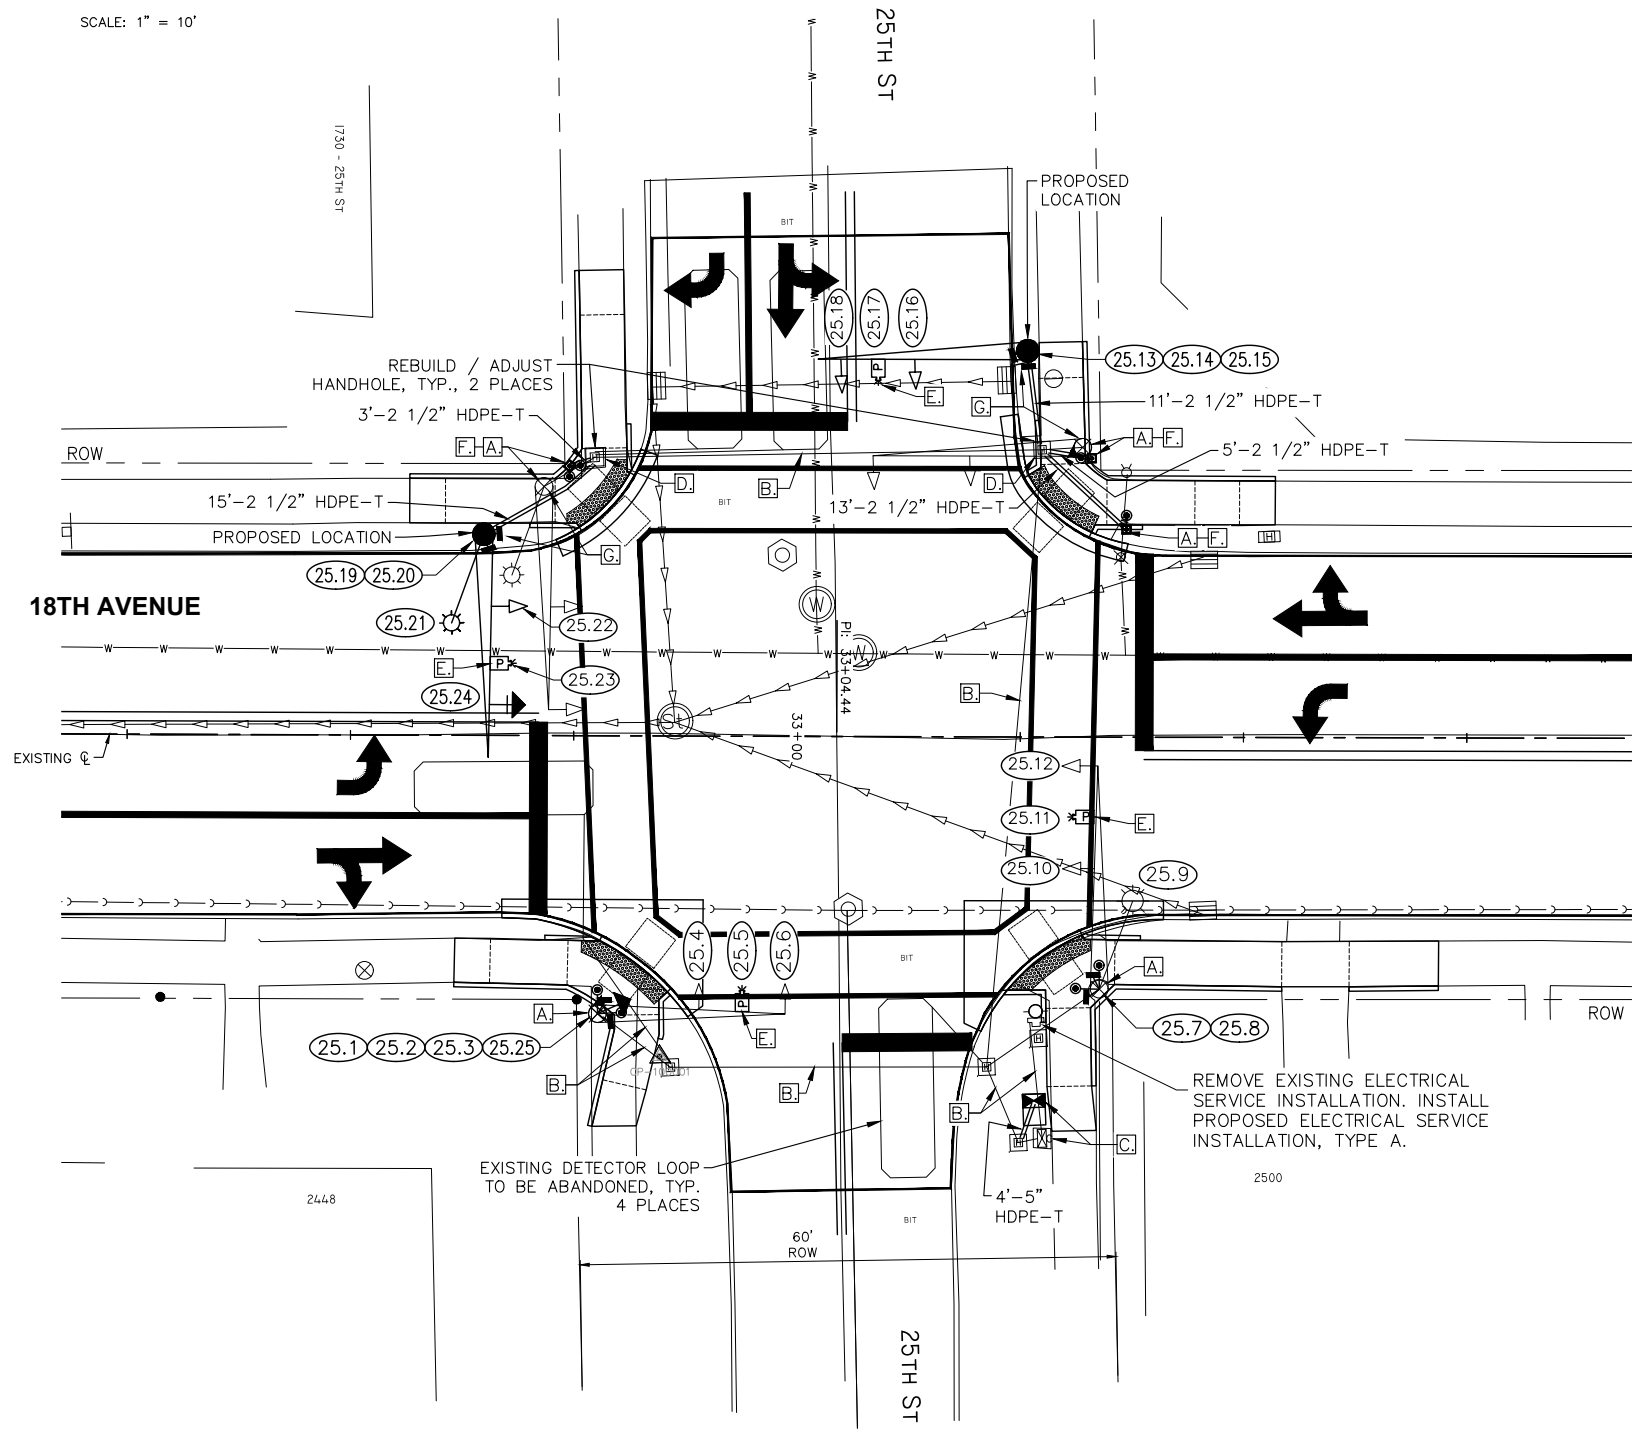 SCALE: 1" = 10'
25TH ST
1730 - 25TH ST
PROPOSED
LOCATION
BIT
W
25.18
25.17
25.16
25.13 25.14 25.15
REBUILD / ADJUST
HANDHOLE, TYP., 2 PLACES
P
E.
G.
11'-2 1/2" HDPE-T
3'-2 1/2" HDPE-T
F. A.
A. F.
ROW
5'-2 1/2" HDPE-T
D.
B.
D.
15'-2 1/2" HDPE-T
BIT
13'-2 1/2" HDPE-T
PROPOSED LOCATION
G.
A. F.
H
25.19 25.20
18TH AVENUE
W
25.21
25.22
PI: 33+04.44
W
E.
P
25.23
25.24
B.
St
33+00
EXISTING ℄
25.12
25.11
P
E.
25.10
25.9
25.4
25.5
25.6
BIT
A.
P
A.
E.
ROW
25.1 25.2 25.3 25.25
25.7 25.8
H
B.
B.
B.
H
C.
REMOVE EXISTING ELECTRICAL
SERVICE INSTALLATION. INSTALL
PROPOSED ELECTRICAL SERVICE
INSTALLATION, TYPE A.
EXISTING DETECTOR LOOP
TO BE ABANDONED, TYP.
4 PLACES
2448
2500
4'-5"
HDPE-T
BIT
60'
ROW
25TH ST